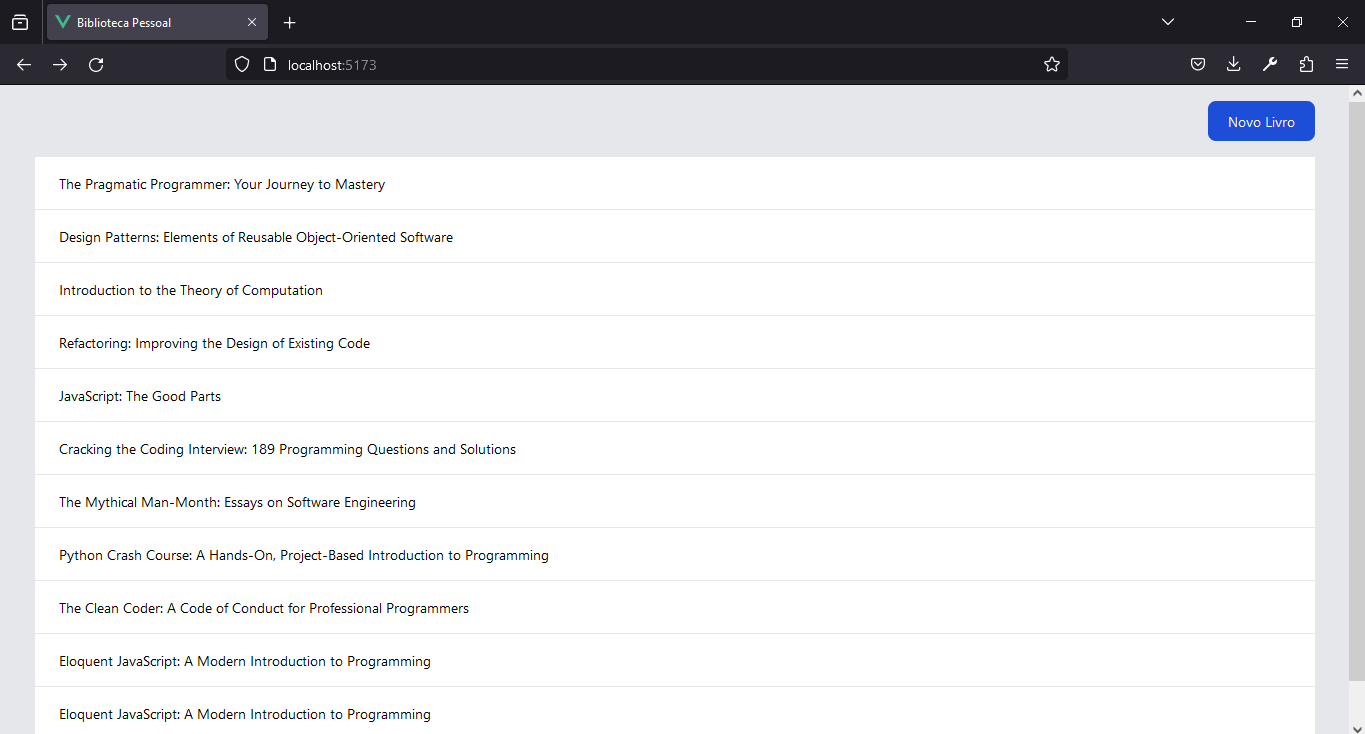 Biblioteca Pessoal
localhost:5173
Novo Livro
The Pragmatic Programmer: Your Journey to Mastery
Design Patterns: Elements of Reusable Object-Oriented Software
Introduction to the Theory of Computation
Refactoring: Improving the Design of Existing Code
JavaScript: The Good Parts
Cracking the Coding Interview: 189 Programming Questions and Solutions
The Mythical Man-Month: Essays on Software Engineering
Python Crash Course: A Hands-On, Project-Based Introduction to Programming
The Clean Coder: A Code of Conduct for Professional Programmers
Eloquent JavaScript: A Modern Introduction to Programming
Eloquent JavaScript: A Modern Introduction to Programming